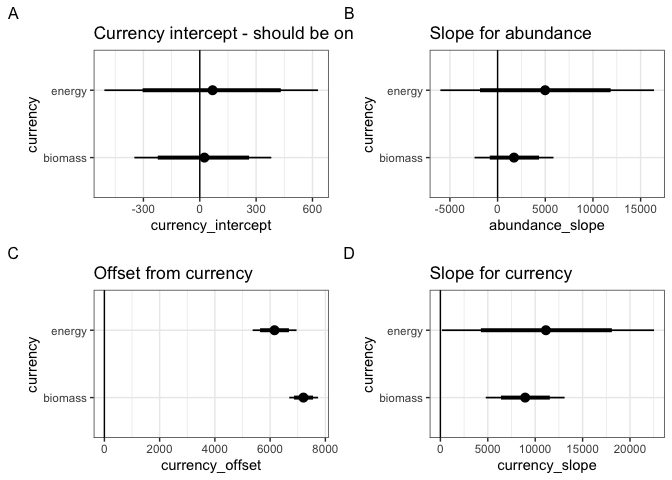 A
Currency intercept - should be on
energy
biomass
currency
-300 0 300 600
currency_intercept
B
Slope for abundance
energy
biomass
currency
-5000 0 5000 10000 15000
abundance_slope
C
Offset from currency
energy
biomass
currency
0 2000 4000 6000 8000
currency_offset
D
Slope for currency
energy
biomass
currency
0 5000 10000 15000 20000
currency_slope